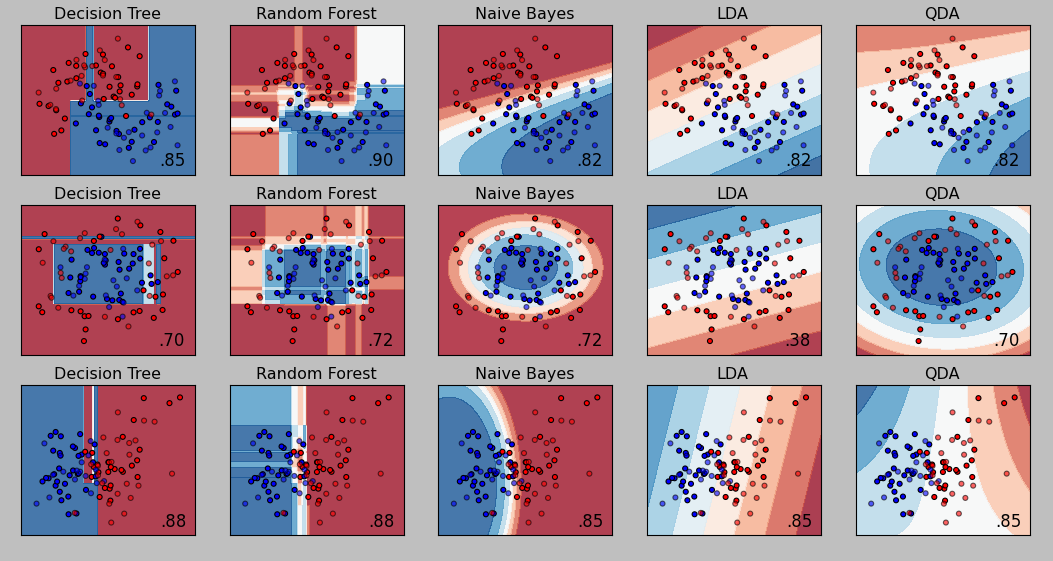 Decision Tree Random Forest Naive Bayes LDA QDA
.85 .90 .82 .82 .82
Decision Tree Random Forest Naive Bayes LDA QDA
.70 .72 .72 .38 .70
Decision Tree Random Forest Naive Bayes LDA QDA
.88 .88 .85 .85 .85